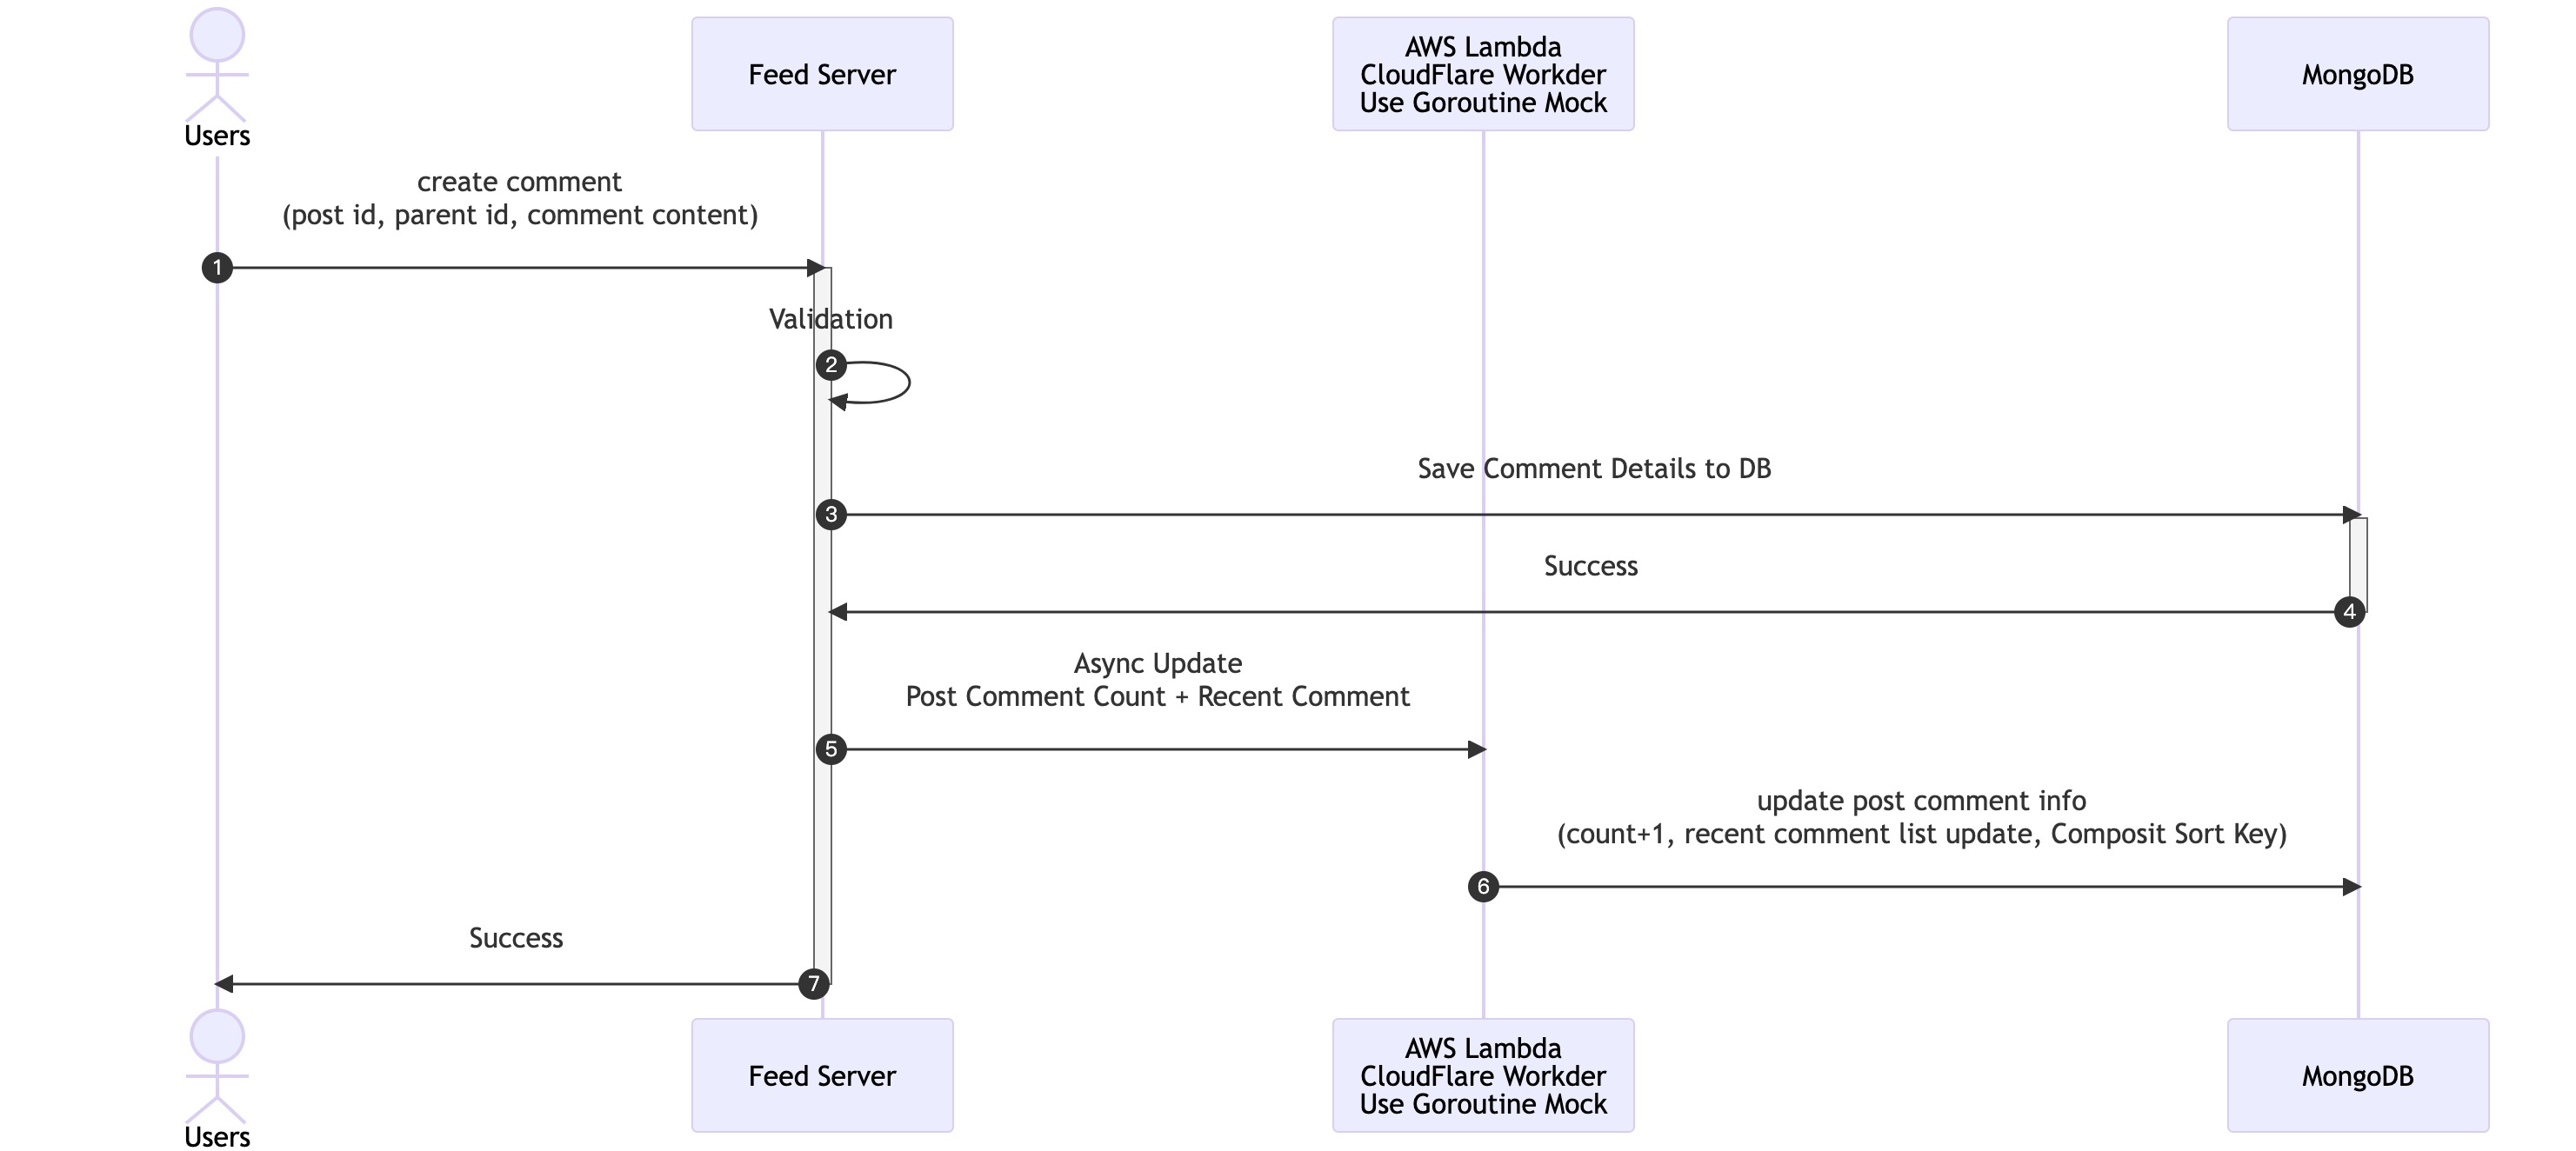 Users
Feed Server
AWS Lambda
CloudFlare Workder
Use Goroutine Mock
MongoDB
create comment
(post id, parent id, comment content)
1
Validation
2
Save Comment Details to DB
3
Success
4
Async Update
Post Comment Count + Recent Comment
5
update post comment info
(count+1, recent comment list update, Composit Sort Key)
6
Success
7
Users
Feed Server
AWS Lambda
CloudFlare Workder
Use Goroutine Mock
MongoDB